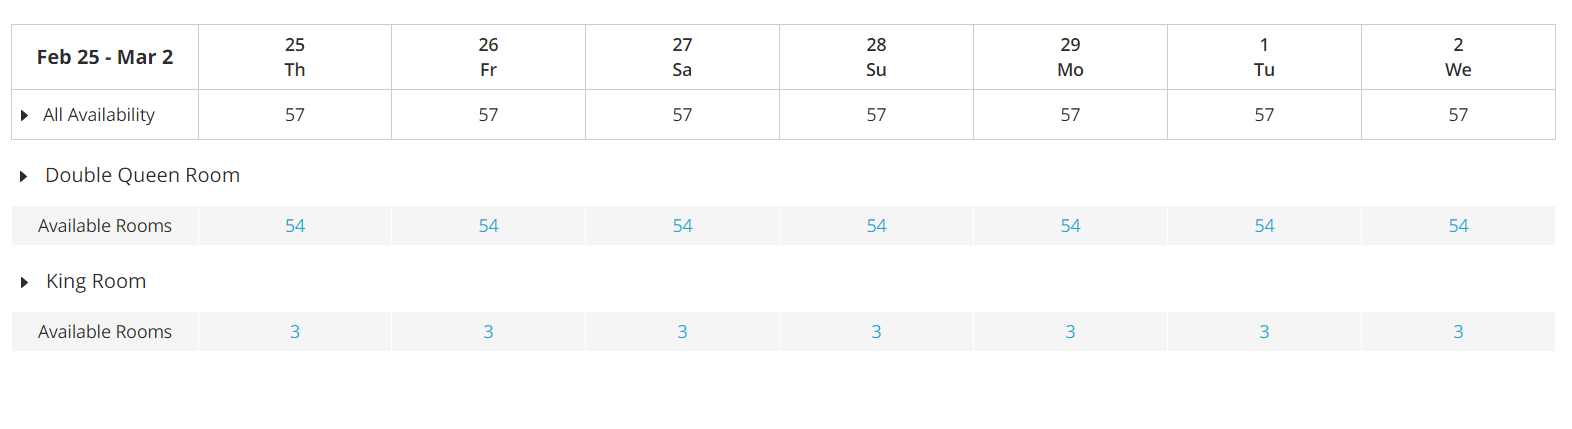 Feb 25 - Mar 2 25 26 27 28 29 1 2
Th Fr Sa Su Mo Tu We
All Availability 57 57 57 57 57 57 57
Double Queen Room
Available Rooms 54 54 54 54 54 54 54
King Room
Available Rooms 3 3 3 3 3 3 3